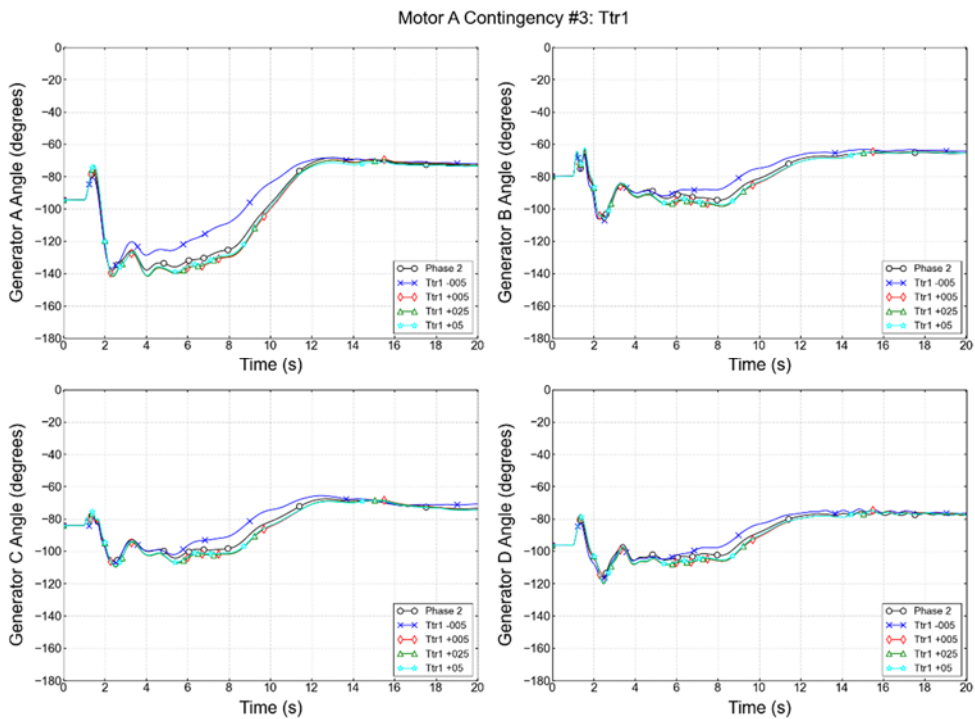 Motor A Contingency #3: Ttr1
Generator A Angle (degrees)
0
−20
−40
−60
−80
−100
−120
−140
−160
−180
Phase 2
Ttr1 -005
Ttr1 +005
Ttr1 +025
Ttr1 +05
0 2 4 6 8 10 12 14 16 18 20
Time (s)
Generator B Angle (degrees)
0
−20
−40
−60
−80
−100
−120
−140
−160
−180
Phase 2
Ttr1 -005
Ttr1 +005
Ttr1 +025
Ttr1 +05
0 2 4 6 8 10 12 14 16 18 20
Time (s)
Generator C Angle (degrees)
0
−20
−40
−60
−80
−100
−120
−140
−160
−180
Phase 2
Ttr1 -005
Ttr1 +005
Ttr1 +025
Ttr1 +05
0 2 4 6 8 10 12 14 16 18 20
Time (s)
Generator D Angle (degrees)
0
−20
−40
−60
−80
−100
−120
−140
−160
−180
Phase 2
Ttr1 -005
Ttr1 +005
Ttr1 +025
Ttr1 +05
0 2 4 6 8 10 12 14 16 18 20
Time (s)